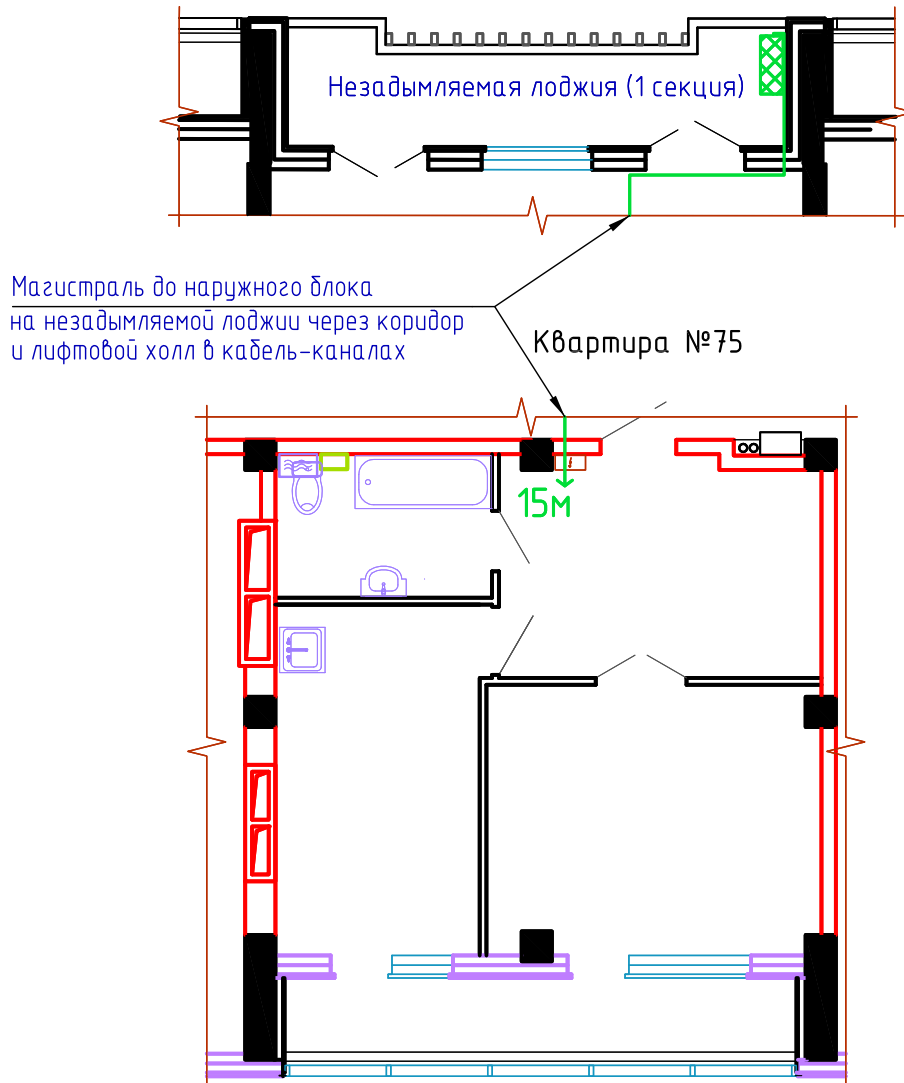 Незадымляемая лоджия (1 секция)
Магистраль до наружного блока
на незадымляемой лоджии через коридор
и лифтовой холл в кабель-каналах
Квартира №75
15м